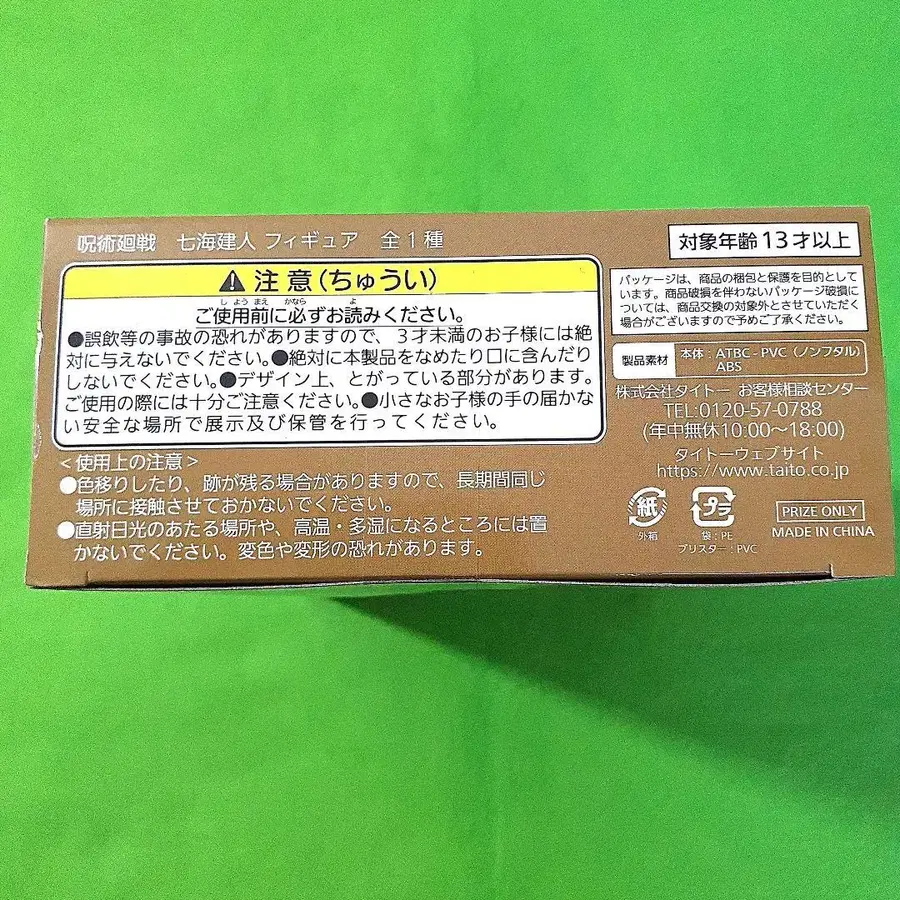 呪術廻戦　七海建人 フィギュア　全1種
対象年齢13才以上
注意(ちゅうい)
しようまえ かなら よ
ご使用前に必ずお読みください。
●誤飲等の事故の恐れがありますので、3才未満のお子様には絶
対に与えないでください。●絶対に本製品をなめたり口に含んだり
しないでください。●デザイン上、とがっている部分があります。
ご使用の際には十分ご注意ください。●小さなお子様の手の届かな
い安全な場所で展示及び保管を行ってください。
＜使用上の注意＞
●色移りしたり、跡が残る場合がありますので、長期間同じ
場所に接触させておかないでください。
●直射日光のあたる場所や、高温・多湿になるところには置
かないでください。変色や変形の恐れがあります。
パッケージは、商品の梱包と保護を目的としてい
ます。商品破損を伴わないパッケージ破損に
ついては、商品交換の対象外とさせていただく
場合がございますので予めご了承ください。
製品素材
本体：ATBC-PVC（ノンフタル）
ABS
株式会社タイトー お客様相談センター
TEL:0120-57-0788
(年中無休10:00～18:00)
タイトーウェブサイト
https://www.taito.co.jp
紙
外箱
プラ
袋：PE
ブリスター：PVC
PRIZE ONLY
MADE IN CHINA